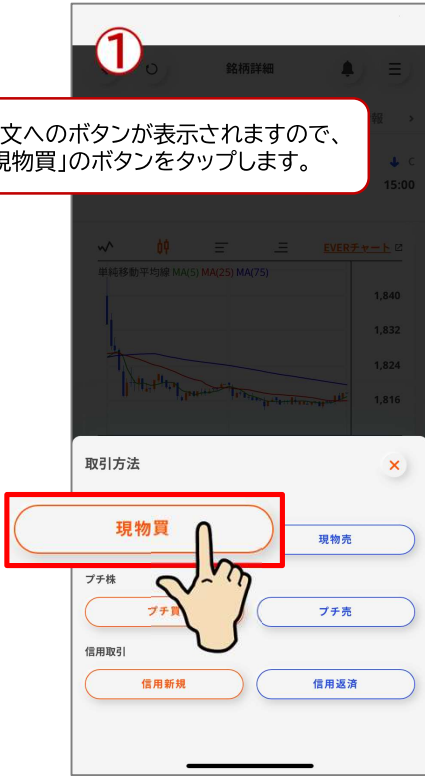 ①
銘柄詳細
報 >
文へのボタンが表示されますので、
現物買」のボタンをタップします。
C
15:00
EVERチャート
単純移動平均線 MA(5) MA(25) MA(75)
1,840
1,832
1,824
1,816
取引方法
現物買
現物売
プチ株
プチ買
プチ売
信用取引
信用新規
信用返済